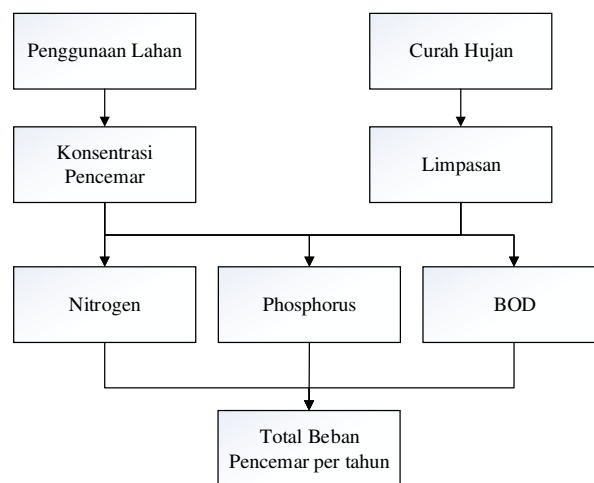 Penggunaan Lahan
Curah Hujan
Konsentrasi
Pencemar
Limpasan
Nitrogen
Phosphorus
BOD
Total Beban
Pencemar per tahun